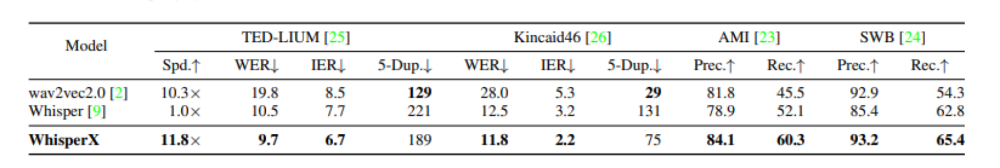 Model TED-LIUM [25] Kincaid46 [26] AMI [23] SWB [24]
Spd.↑ WER↓ IER↓ 5-Dup.↓ WER↓ IER↓ 5-Dup.↓ Prec.↑ Rec.↑ Prec.↑ Rec.↑
wav2vec2.0 [2] 10.3× 19.8 8.5 129 28.0 5.3 29 81.8 45.5 92.9 54.3
Whisper [9] 1.0× 10.5 7.7 221 12.5 3.2 131 78.9 52.1 85.4 62.8
WhisperX 11.8× 9.7 6.7 189 11.8 2.2 75 84.1 60.3 93.2 65.4